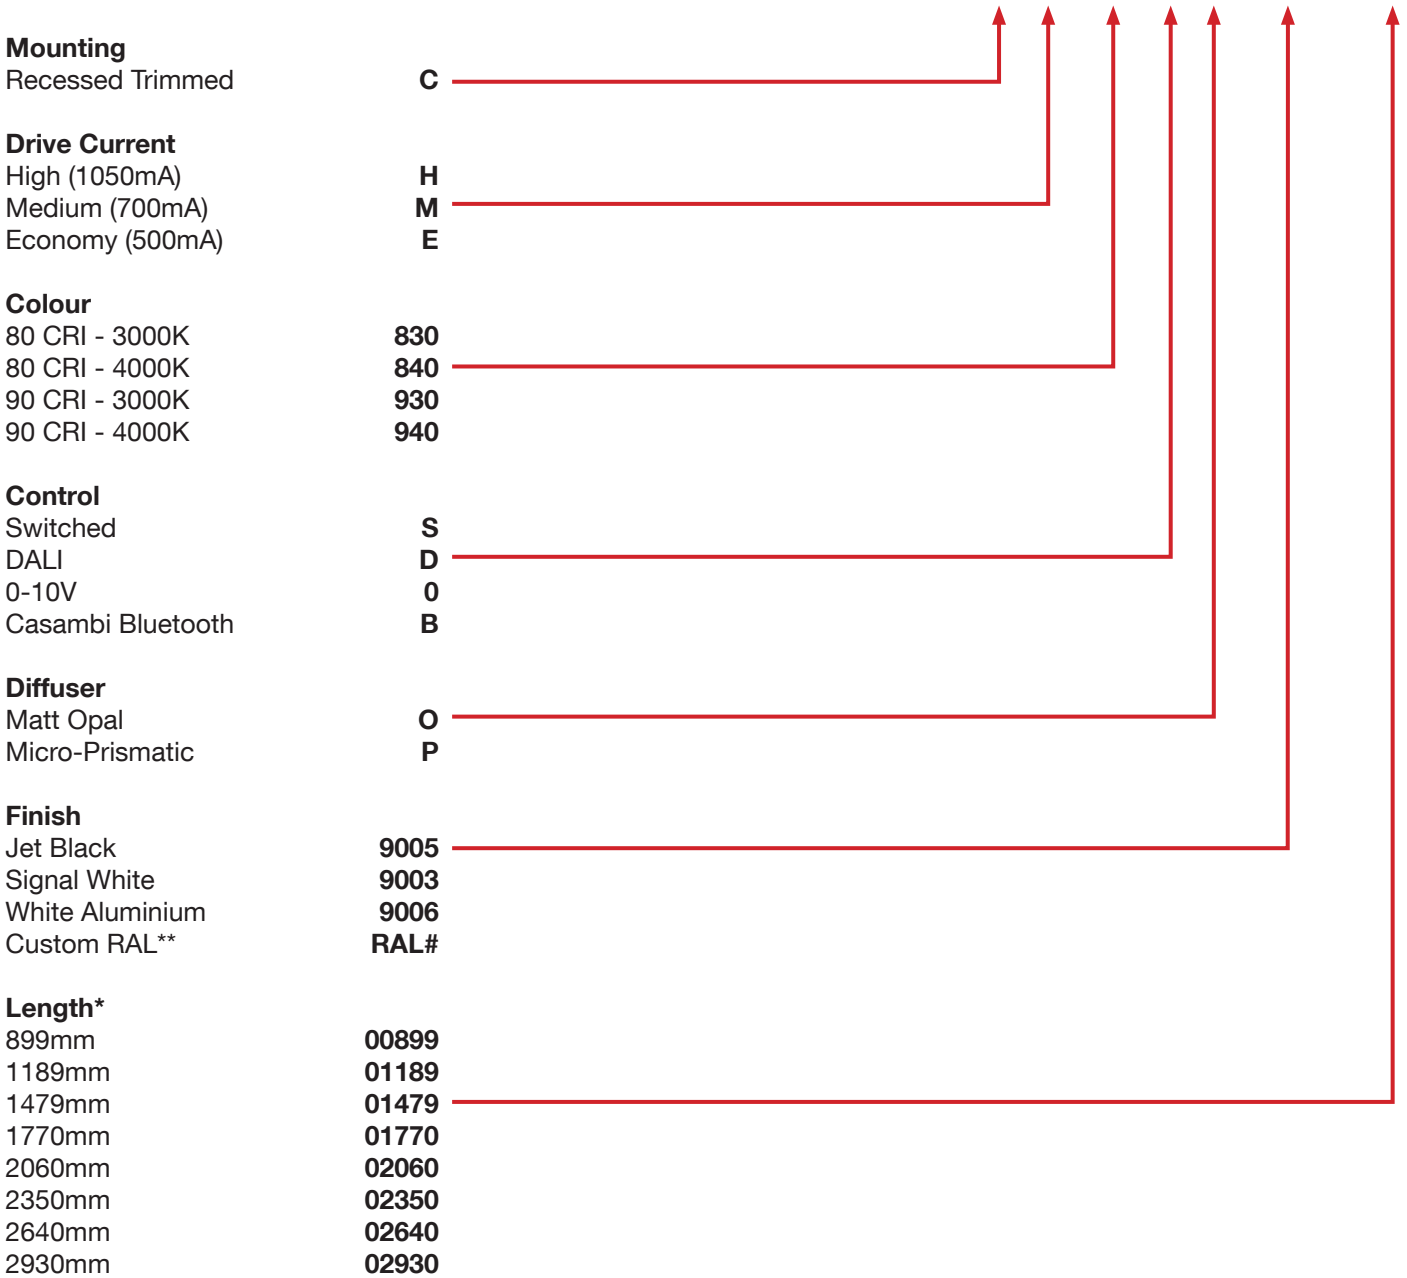 Mounting
Recessed Trimmed C
Drive Current
High (1050mA) H
Medium (700mA) M
Economy (500mA) E
Colour
80 CRI - 3000K 830
80 CRI - 4000K 840
90 CRI - 3000K 930
90 CRI - 4000K 940
Control
Switched S
DALI D
0-10V 0
Casambi Bluetooth B
Diffuser
Matt Opal O
Micro-Prismatic P
Finish
Jet Black 9005
Signal White 9003
White Aluminium 9006
Custom RAL** RAL#
Length*
899mm 00899
1189mm 01189
1479mm 01479
1770mm 01770
2060mm 02060
2350mm 02350
2640mm 02640
2930mm 02930